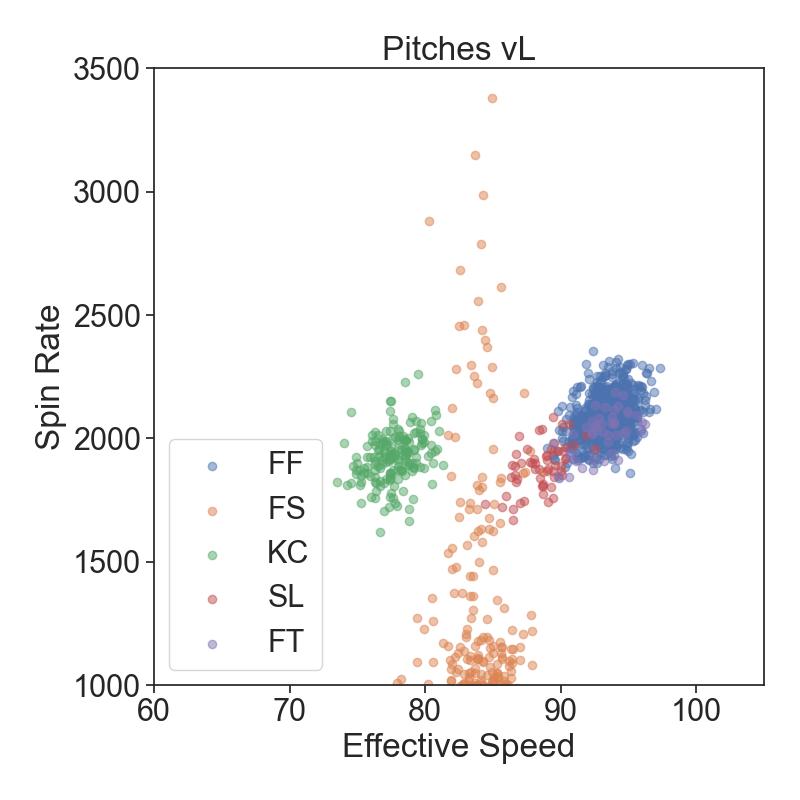 Pitches vL
3500
3000
2500
2000
1500
1000
Spin Rate
FF
FS
KC
SL
FT
60 70 80 90 100
Effective Speed